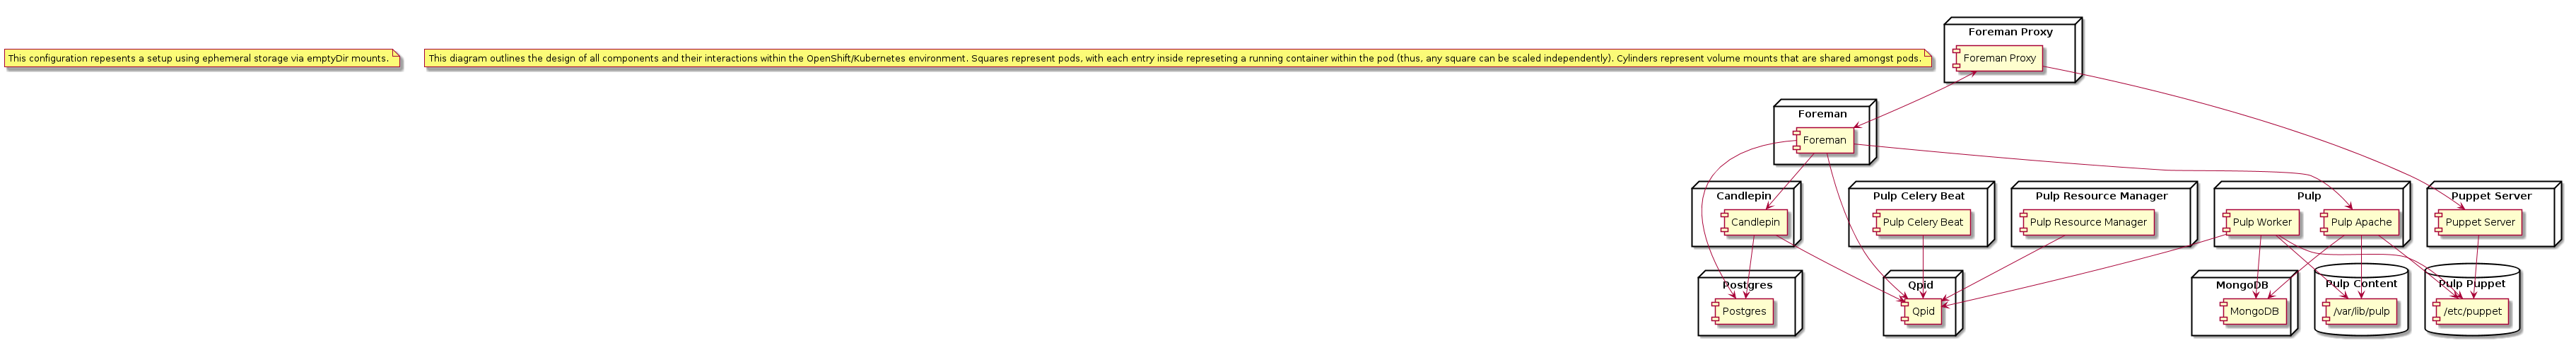 Foreman Proxy
This configuration repesents a setup using ephemeral storage via emptyDir mounts.
This diagram outlines the design of all components and their interactions within the OpenShift/Kubernetes environment. Squares represent pods, with each entry inside represeting a running container within the pod (thus, any square can be scaled independently). Cylinders represent volume mounts that are shared amongst pods.
Foreman Proxy
Foreman
Foreman
Candlepin
Pulp Celery Beat
Pulp Resource Manager
Pulp
Puppet Server
Candlepin
Pulp Celery Beat
Pulp Resource Manager
Pulp Worker
Pulp Apache
Puppet Server
Postgres
Qpid
MongoDB
Pulp Content
Pulp Puppet
Postgres
Qpid
MongoDB
/var/lib/pulp
/etc/puppet